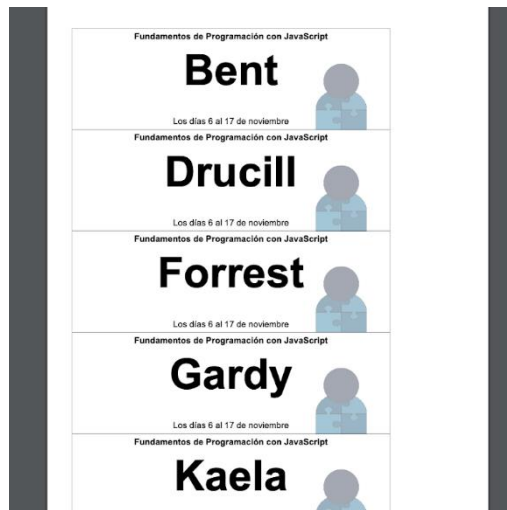 Fundamentos de Programación con JavaScript
Bent
Los días 6 al 17 de noviembre
Fundamentos de Programación con JavaScript
Drucill
Los días 6 al 17 de noviembre
Fundamentos de Programación con JavaScript
Forrest
Los días 6 al 17 de noviembre
Fundamentos de Programación con JavaScript
Gardy
Los días 6 al 17 de noviembre
Fundamentos de Programación con JavaScript
Kaela